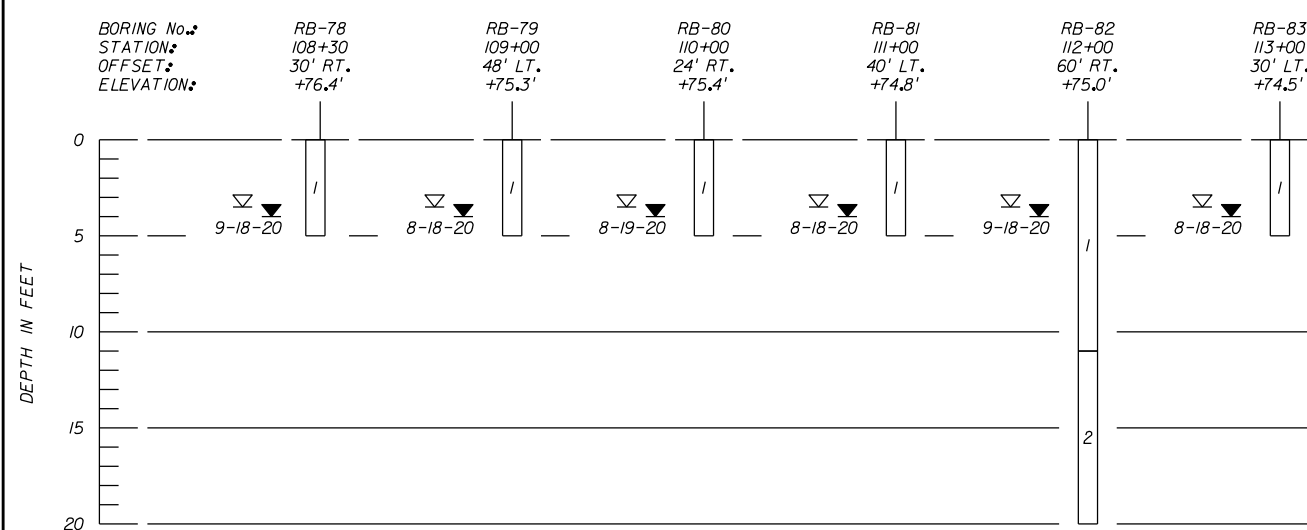 BORING No.: RB-78 RB-79 RB-80 RB-81 RB-82 RB-83
STATION: 108+30 109+00 110+00 111+00 112+00 113+00
OFFSET: 30' RT. 48' LT. 24' RT. 40' LT. 60' RT. 30' LT.
ELEVATION: +76.4' +75.3' +75.4' +74.8' +75.0' +74.5'
0
1 1 1 1 1
9-18-20 8-18-20 8-19-20 8-18-20 9-18-20 8-18-20
5
1
DEPTH IN FEET
10
15
2
20